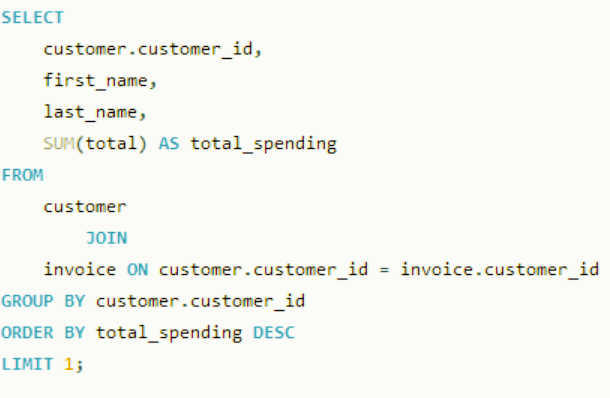 SELECT
    customer.customer_id,
    first_name,
    last_name,
    SUM(total) AS total_spending
FROM
    customer
        JOIN
    invoice ON customer.customer_id = invoice.customer_id
GROUP BY customer.customer_id
ORDER BY total_spending DESC
LIMIT 1;